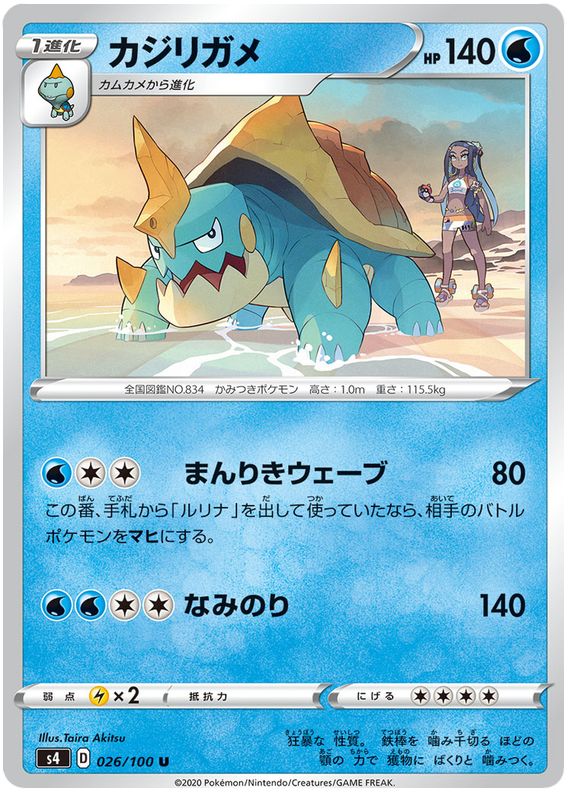 1進化
カジリガメ
HP 140
カムカメから進化
全国図鑑NO.834 かみつきポケモン 高さ：1.0m 重さ：115.5kg
まんりきウェーブ 80
この番、手札から「ルリナ」を出して使っていたなら、相手のバトル
ポケモンをマヒにする。
なみのり 140
弱点 ×2 抵抗力 にげる
Illus.Taira Akitsu
狂暴な 性質。 鉄棒を 噛み千切る ほどの
顎の 力で 獲物に ばくりと 噛みつく。
s4 D 026/100 U
©2020 Pokémon/Nintendo/Creatures/GAME FREAK.